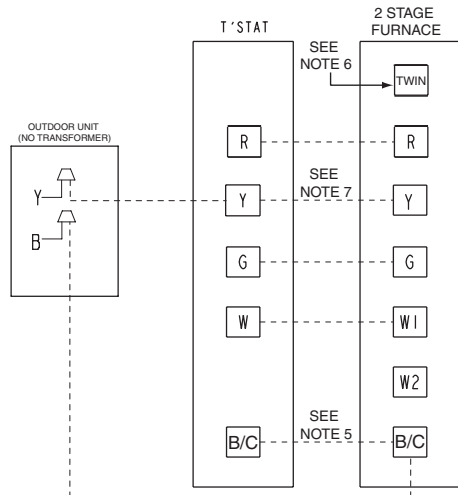 T'STAT
2 STAGE
FURNACE
SEE
NOTE 6
TWIN
OUTDOOR UNIT
(NO TRANSFORMER)
R
R
SEE
NOTE 7
Y
Y
Y
B
G
G
W
W1
W2
SEE
NOTE 5
B/C
B/C